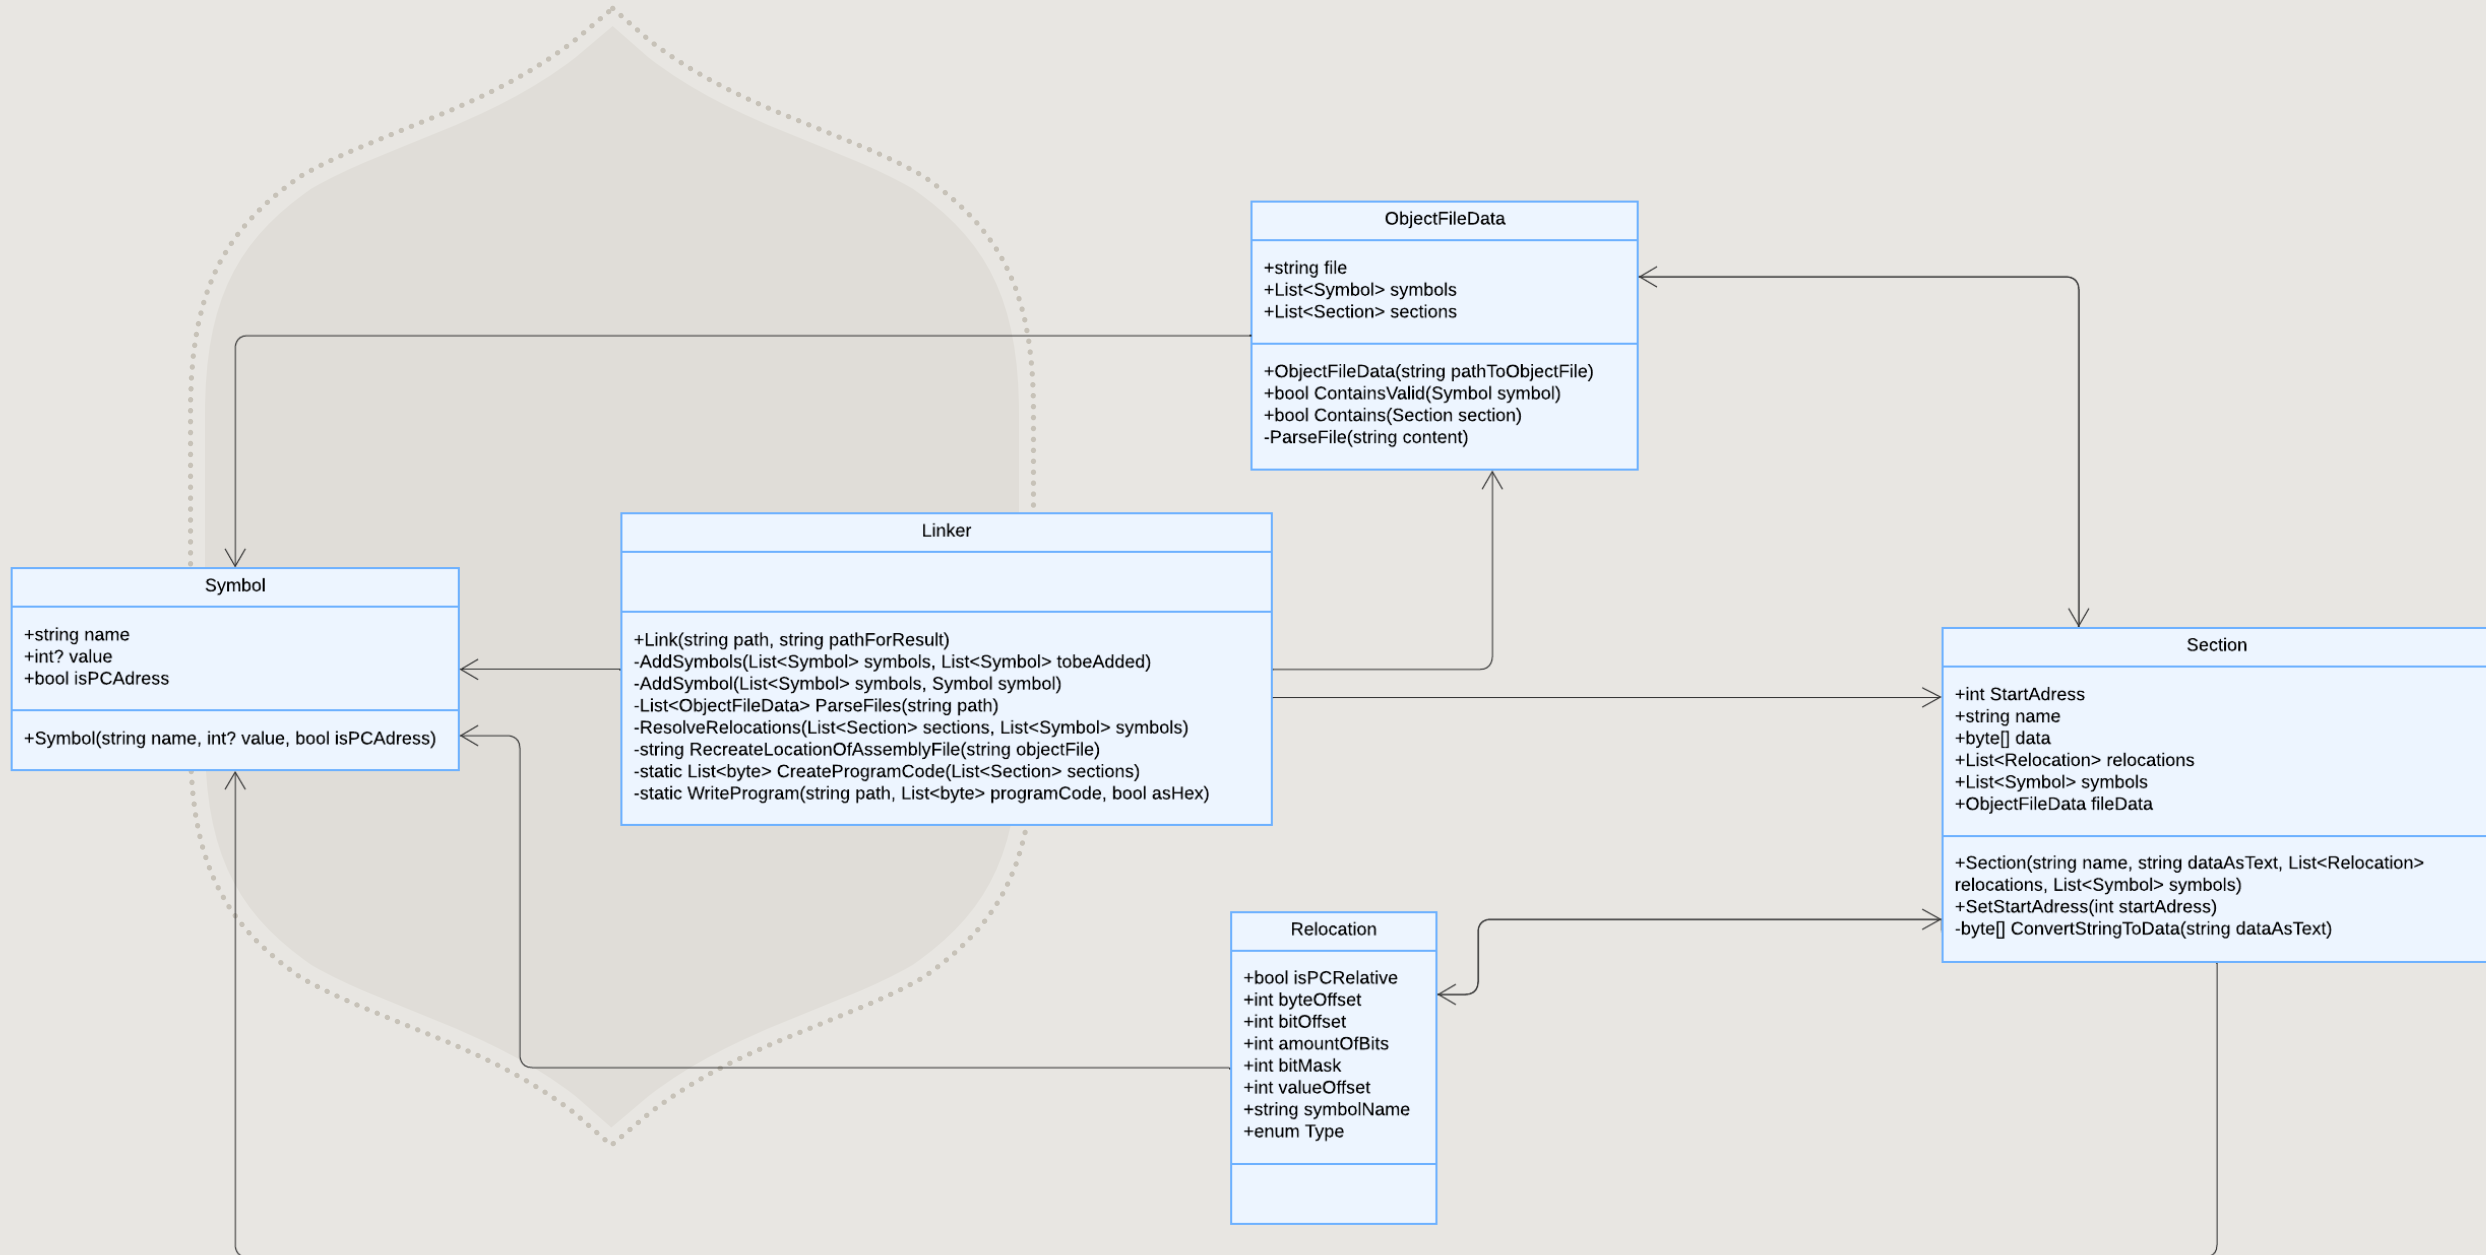 ObjectFileData
+string file
+List<Symbol> symbols
+List<Section> sections
+ObjectFileData(string pathToObjectFile)
+bool ContainsValid(Symbol symbol)
+bool Contains(Section section)
-ParseFile(string content)
Linker
+Link(string path, string pathForResult)
-AddSymbols(List<Symbol> symbols, List<Symbol> tobeAdded)
-AddSymbol(List<Symbol> symbols, Symbol symbol)
-List<ObjectFileData> ParseFiles(string path)
-ResolveRelocations(List<Section> sections, List<Symbol> symbols)
-string RecreateLocationOfAssemblyFile(string objectFile)
-static List<byte> CreateProgramCode(List<Section> sections)
-static WriteProgram(string path, List<byte> programCode, bool asHex)
Symbol
+string name
+int? value
+bool isPCAdress
+Symbol(string name, int? value, bool isPCAdress)
Section
+int StartAdress
+string name
+byte[] data
+List<Relocation> relocations
+List<Symbol> symbols
+ObjectFileData fileData
+Section(string name, string dataAsText, List<Relocation>
relocations, List<Symbol> symbols)
+SetStartAdress(int startAdress)
-byte[] ConvertStringToData(string dataAsText)
Relocation
+bool isPCRelative
+int byteOffset
+int bitOffset
+int amountOfBits
+int bitMask
+int valueOffset
+string symbolName
+enum Type